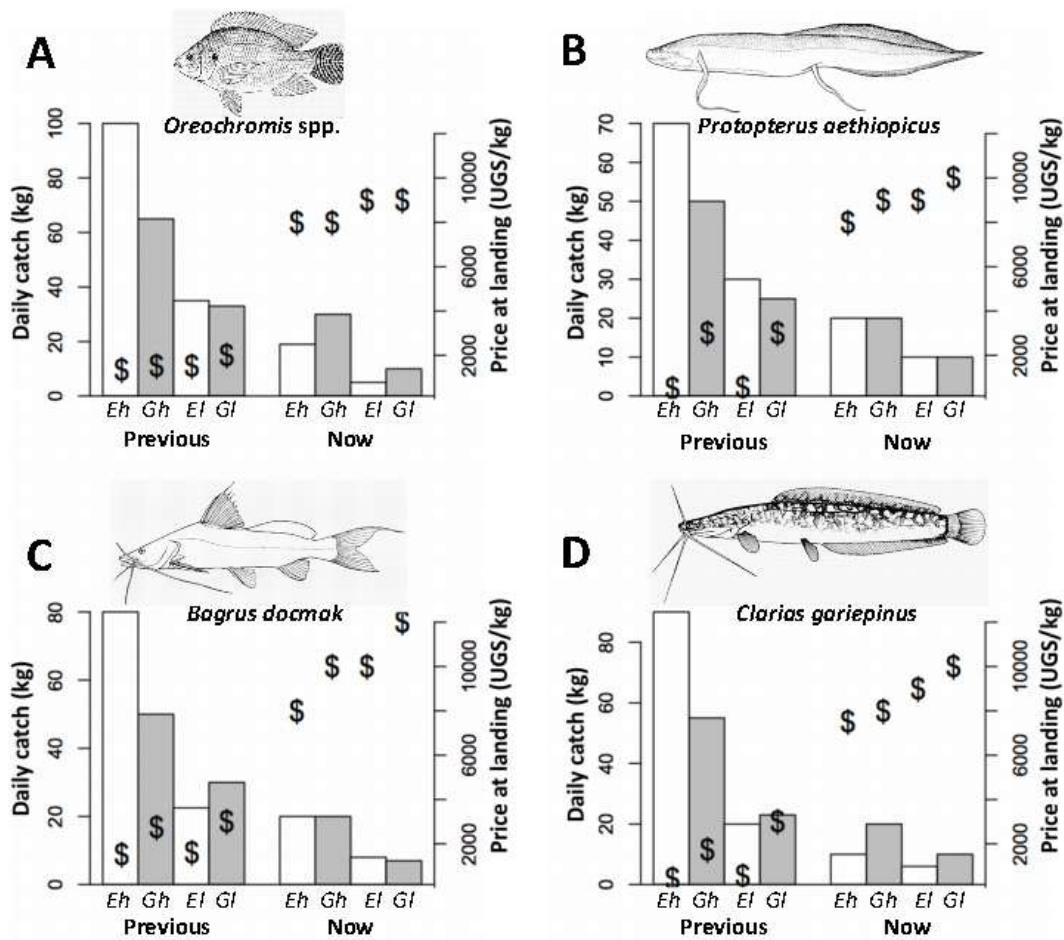 A
Oreochromis spp.
Daily catch (kg)
0 20 40 60 80 100
Price at landing (UGS/kg)
2000 6000 10000
$ $ $ $ $ $ $ $
Eh Gh El Gl Eh Gh El Gl
Previous Now
B
Protopterus aethiopicus
Daily catch (kg)
0 10 20 30 40 50 60 70
Price at landing (UGS/kg)
2000 6000 10000
$ $ $ $ $ $ $ $
Eh Gh El Gl Eh Gh El Gl
Previous Now
C
Bagrus docmak
Daily catch (kg)
0 20 40 60 80
Price at landing (UGS/kg)
2000 6000 10000
$ $ $ $ $ $ $ $
Eh Gh El Gl Eh Gh El Gl
Previous Now
D
Clarias gariepinus
Daily catch (kg)
0 20 40 60 80
Price at landing (UGS/kg)
2000 6000 10000
$ $ $ $ $ $ $ $
Eh Gh El Gl Eh Gh El Gl
Previous Now